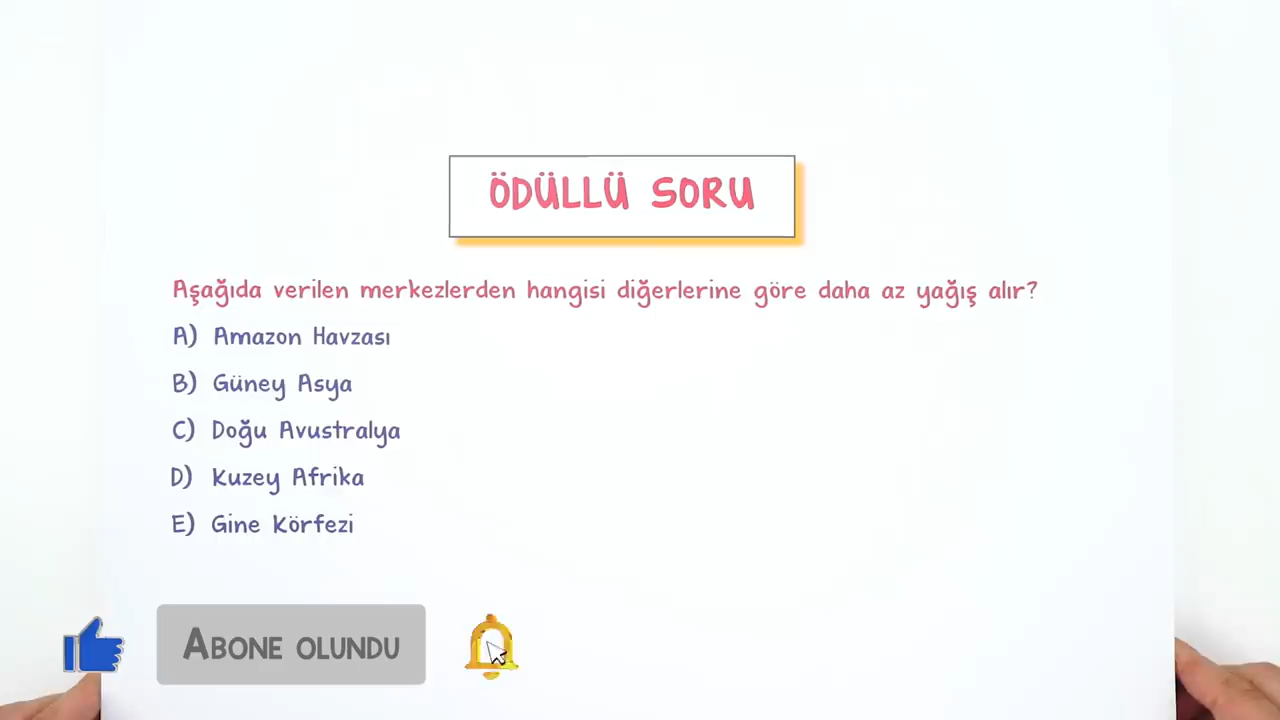 ÖDÜLLÜ SORU
Aşağıda verilen merkezlerden hangisi diğerlerine göre daha az yağış alır?
A) Amazon Havzası
B) Güney Asya
C) Doğu Avustralya
D) Kuzey Afrika
E) Gine Körfezi
ABONE OLUNDU